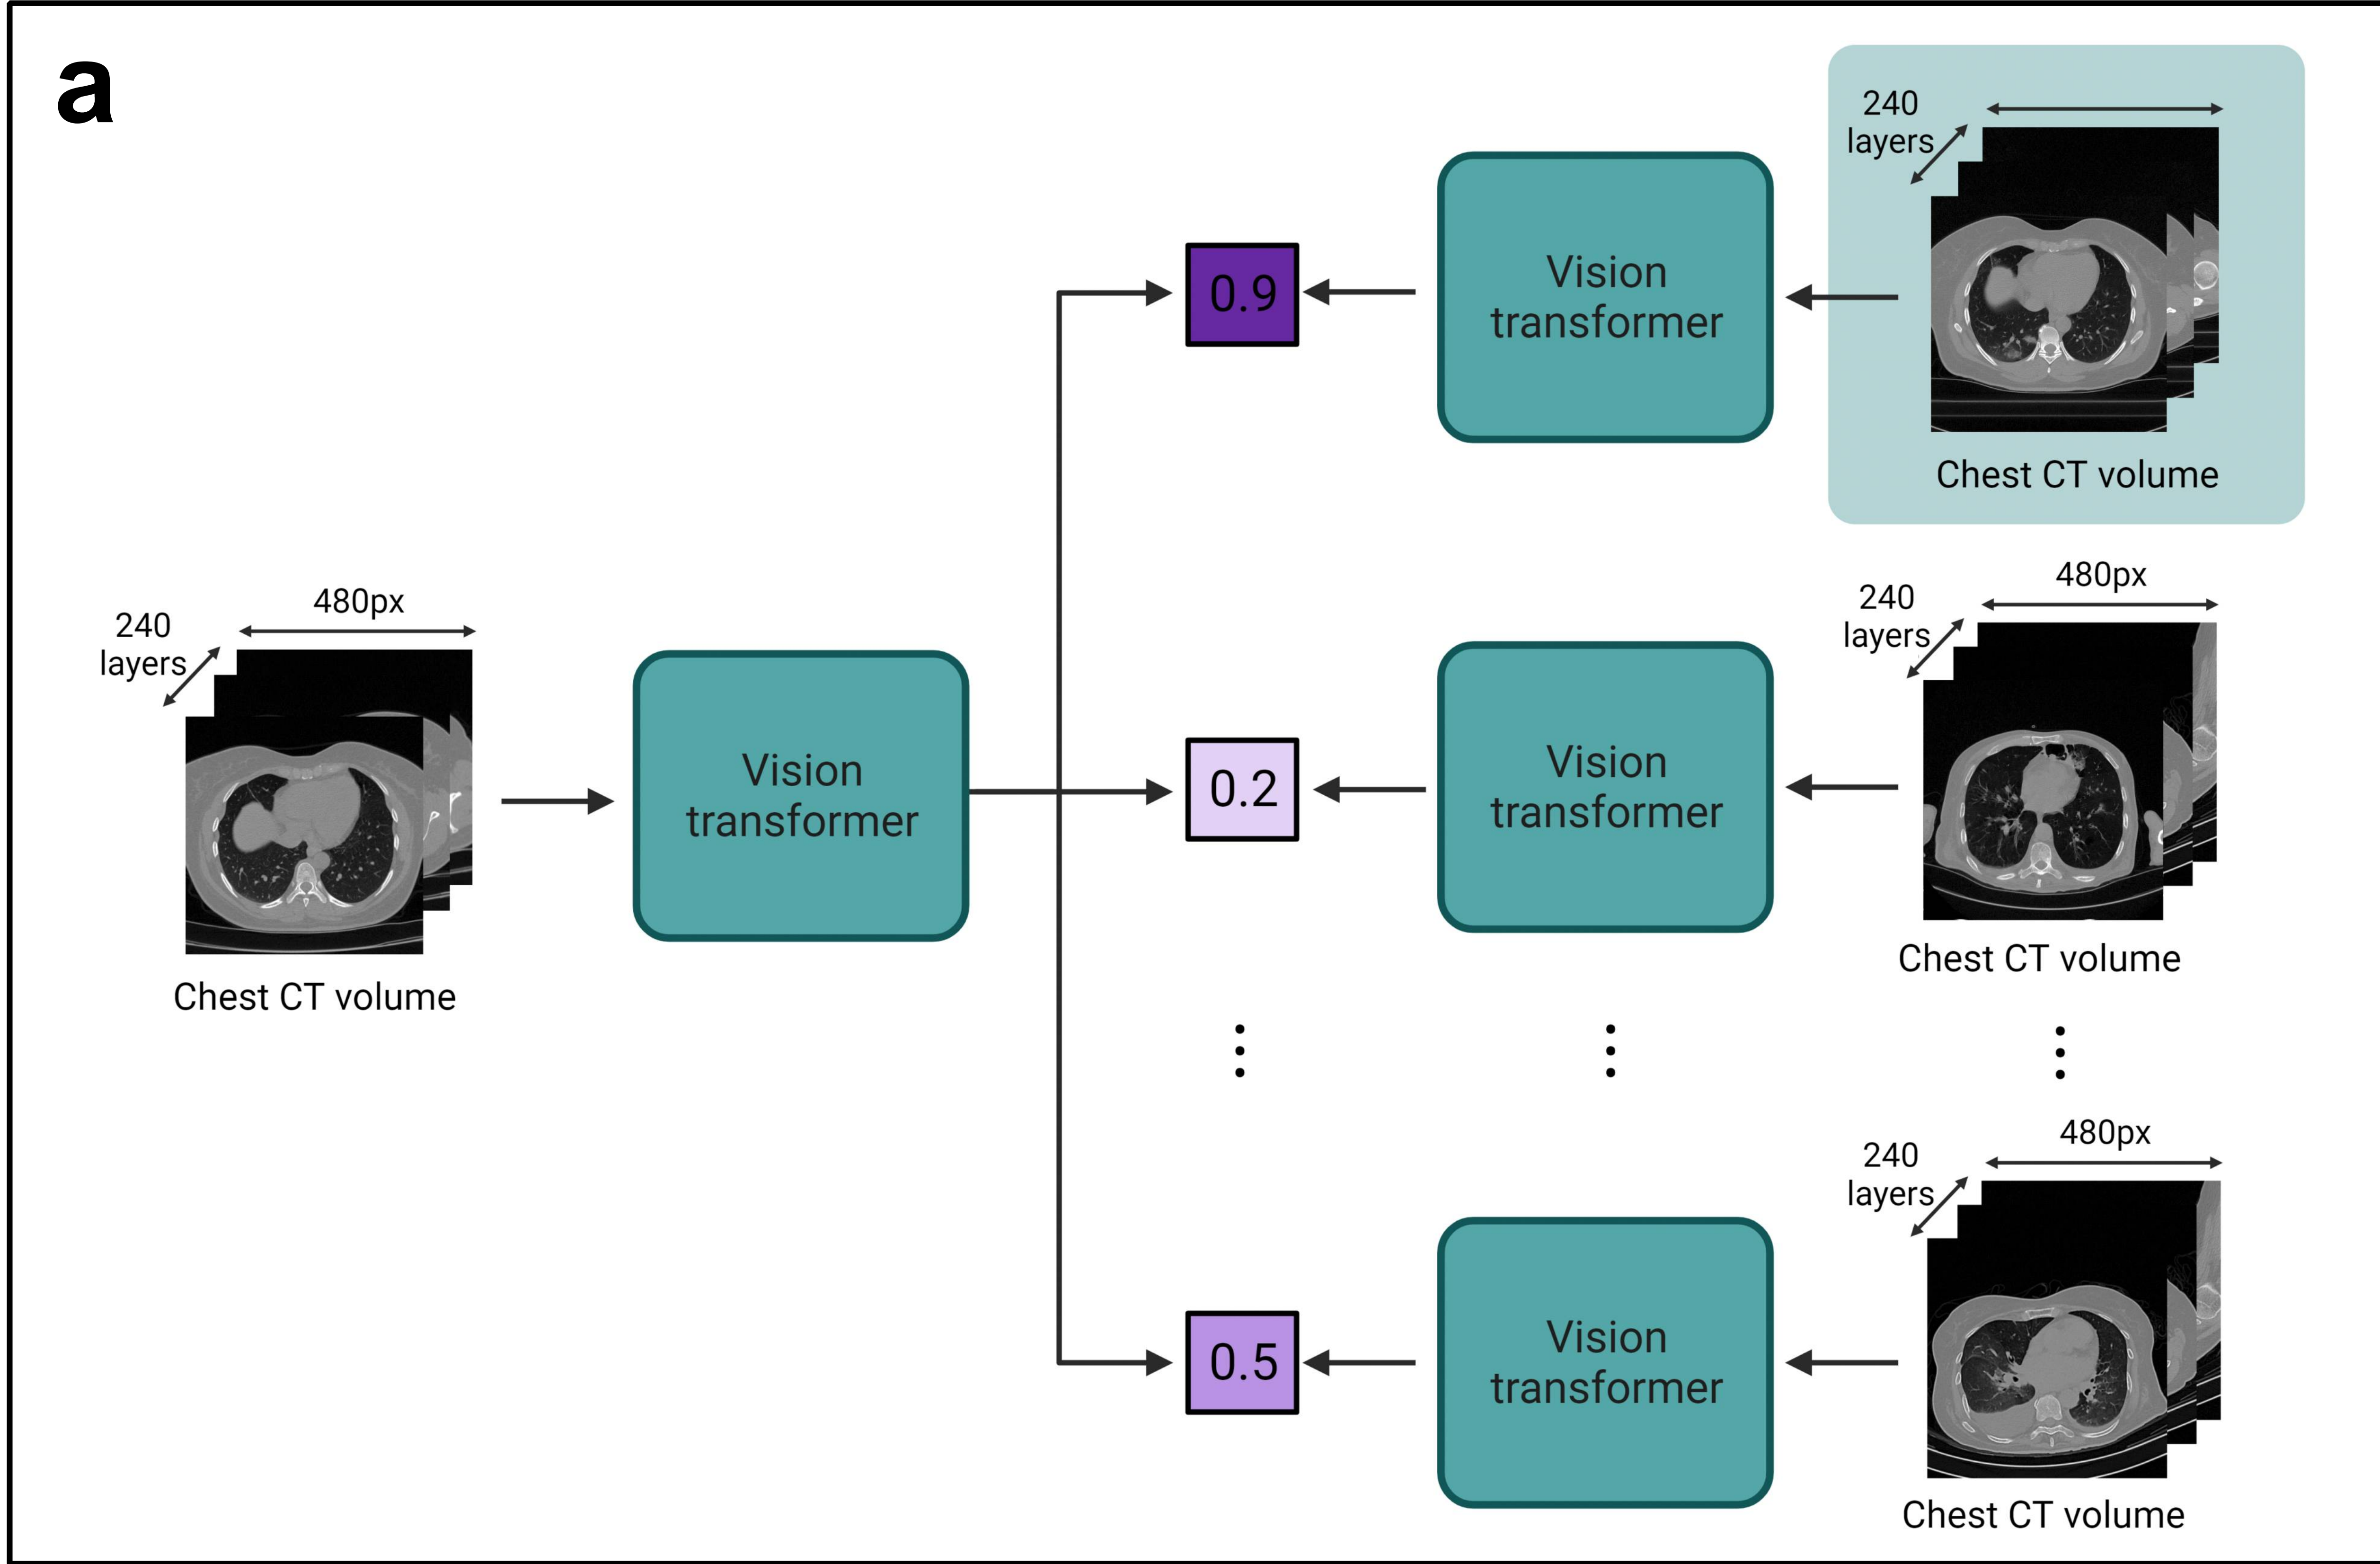 a
240
layers
Vision
transformer
0.9
Chest CT volume
480px
240
layers
480px
240
layers
Vision
transformer
0.2
Vision
transformer
Chest CT volume
Chest CT volume
480px
240
layers
0.5
Vision
transformer
Chest CT volume